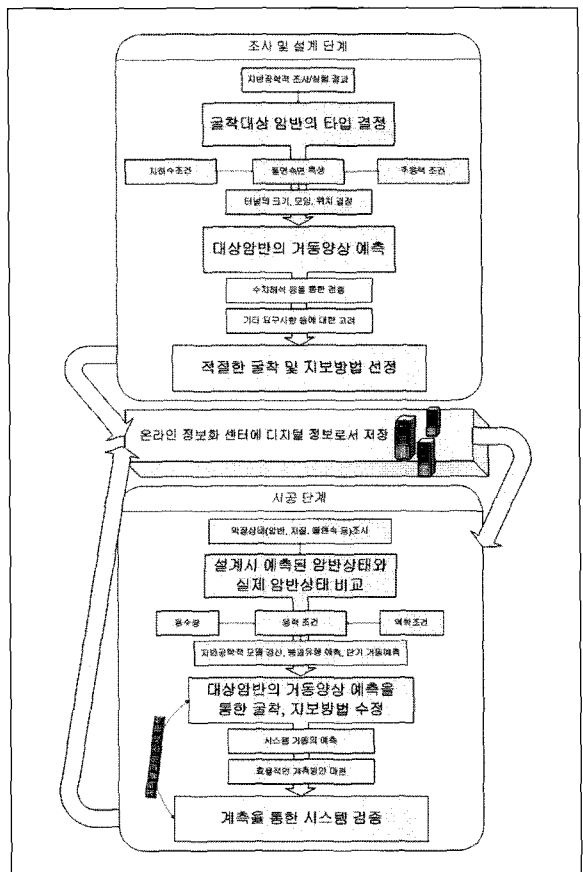 조사 및 설계 단계
지반공학적 조사/실험 결과
굴착대상 암반의 타입 결정
지하수조건
불연속면 특성
주응력 조건
터널의 크기, 모양, 위치 결정
대상암반의 거동양상 예측
수치해석 등을 통한 검증
기타 요구사항 등에 대한 고려
적절한 굴착 및 지보방법 선정
온라인 정보화 센터에 디지털 정보로서 저장
시공 단계
막장상태(암반, 지질, 불연속 등)조사
설계시 예측된 암반상태와
실제 암반상태 비교
용수량
응력 조건
역학조건
지반공학적 모델 갱신, 붕괴유형 예측, 단기 거동예측
대상암반의 거동양상 예측을
통한 굴착, 지보방법 수정
시스템 거동의 예측
효율적인 계측방안 마련
계측을 통한 시스템 검증